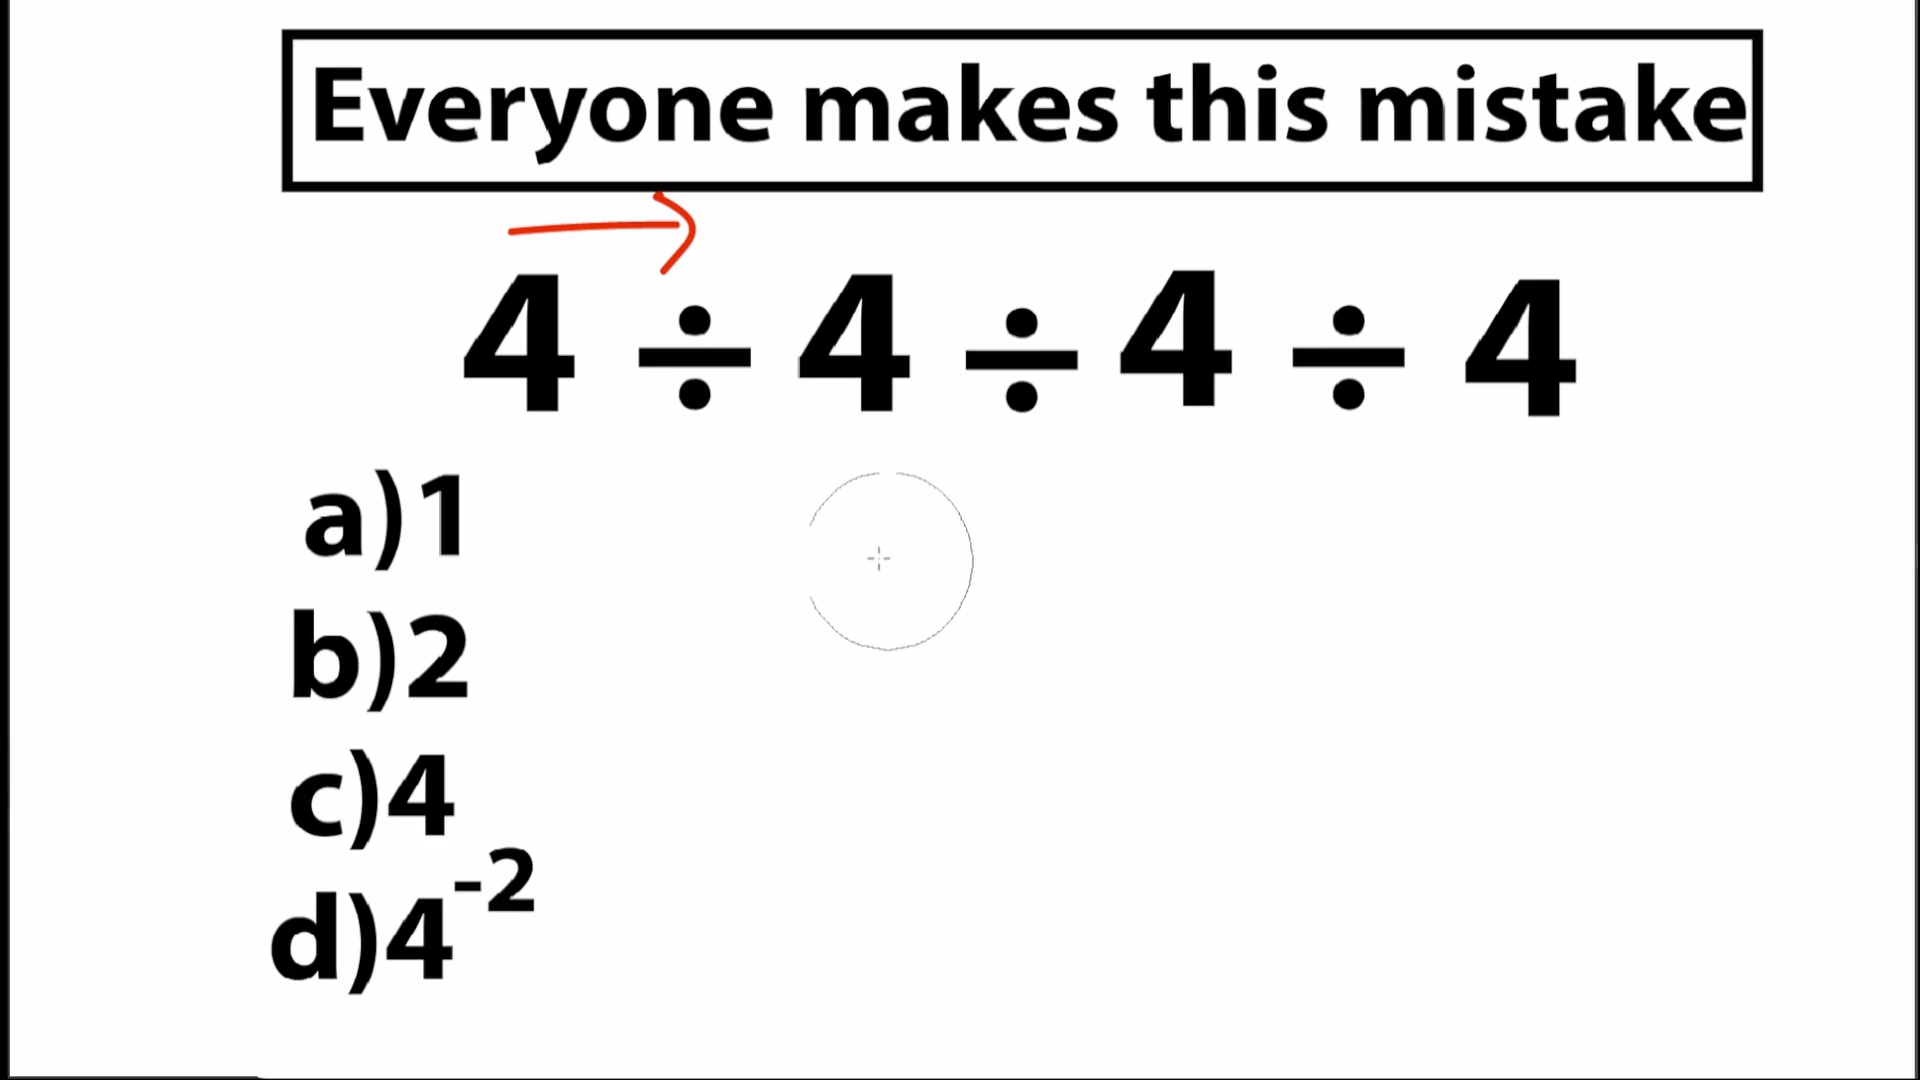 Everyone makes this mistake
4 ÷ 4 ÷ 4 ÷ 4
a)1
b)2
c)4
d)4⁻²